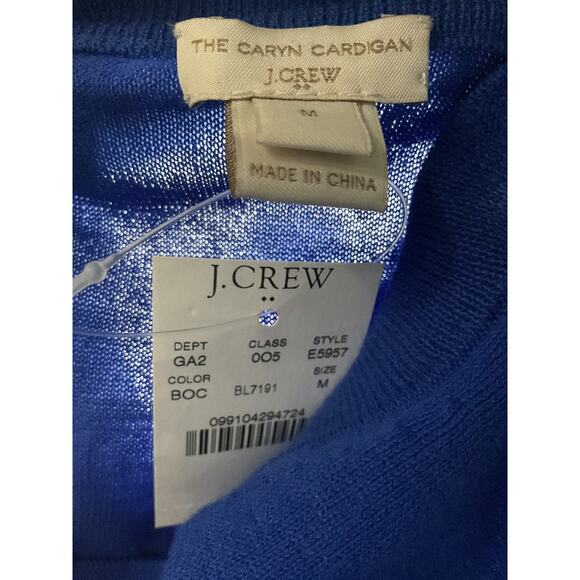 THE CARYN CARDIGAN
J.CREW
M
MADE IN CHINA
J.CREW
DEPT CLASS STYLE
GA2 005 E5957
COLOR SIZE
BOC BL7191 M
099104294724